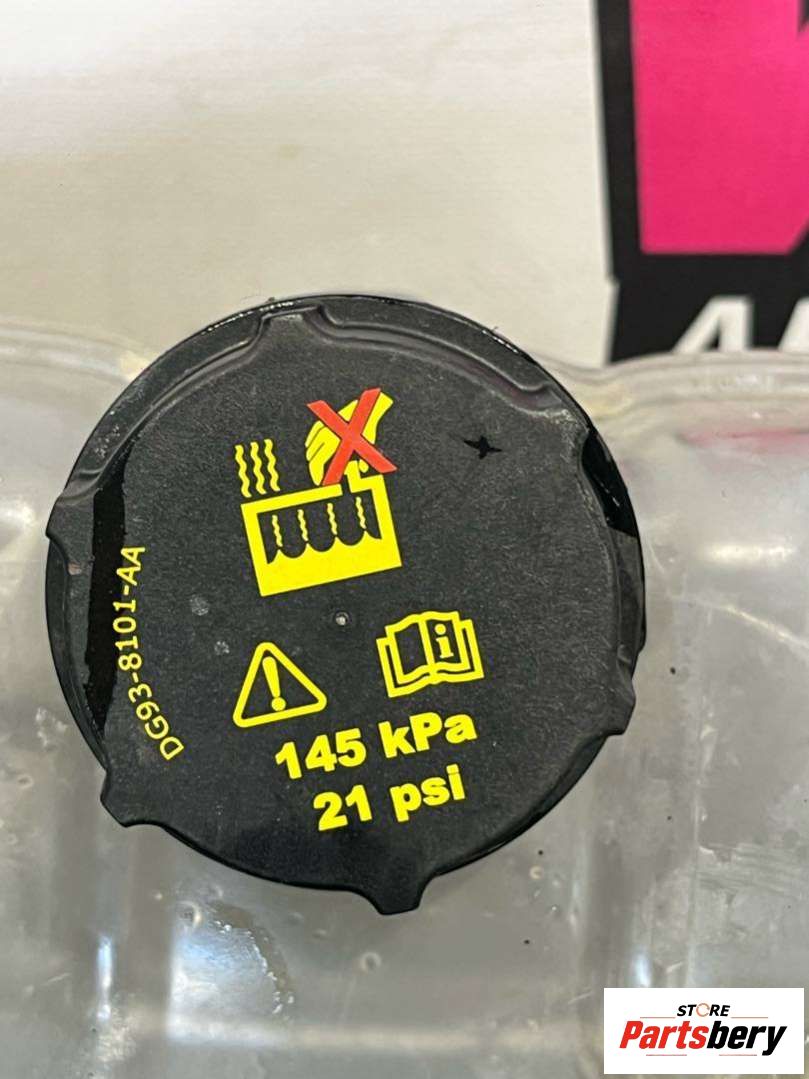 DG93-8101-AA
145 kPa
21 psi
STORE
Partsbery